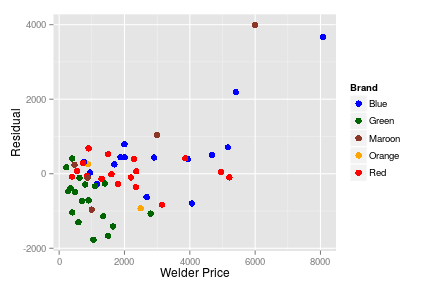 4000
2000
0
-2000
Residual
0
2000
4000
6000
8000
Welder Price
Brand
Blue
Green
Maroon
Orange
Red